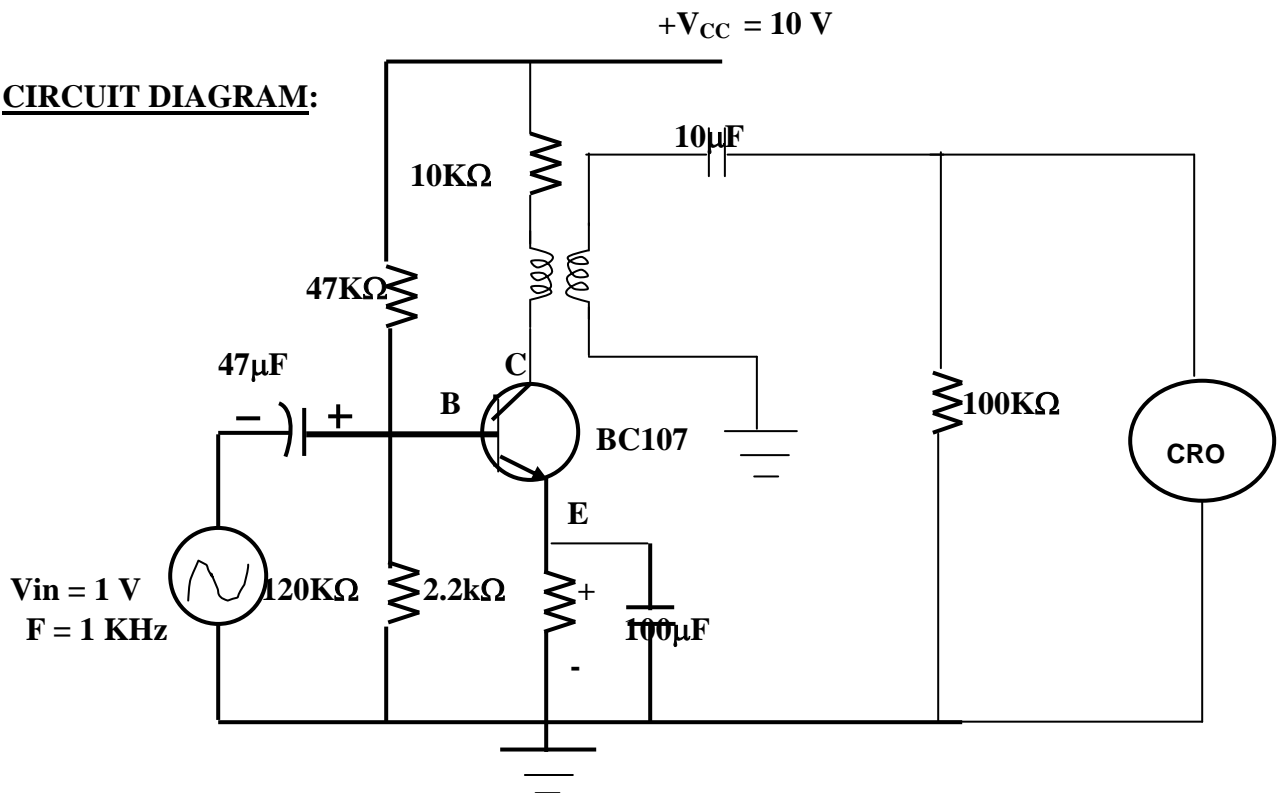 +VCC = 10 V
CIRCUIT DIAGRAM:
10μF
10KΩ
47KΩ
47μF
C
B
− +
100KΩ
BC107
CRO
E
Vin = 1 V
120KΩ
2.2kΩ
+
F = 1 KHz
100μF
-